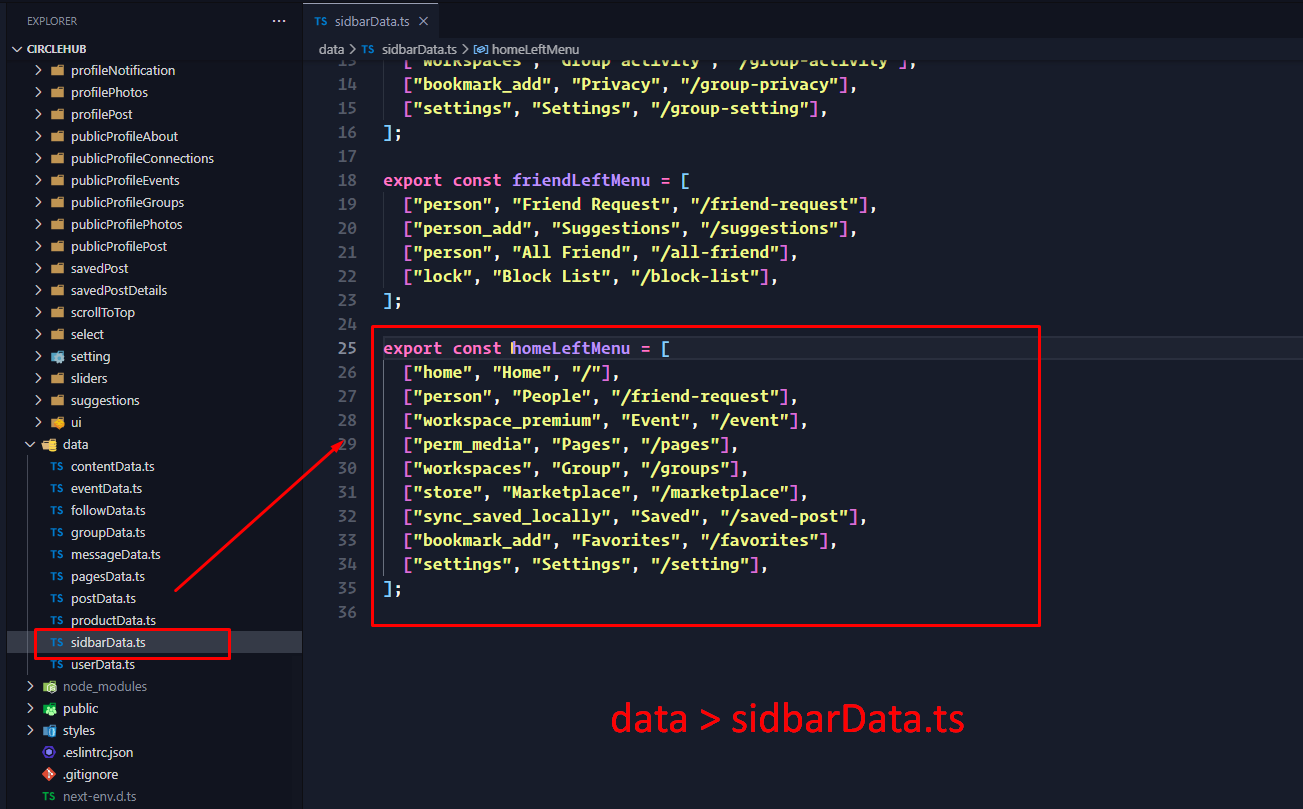 EXPLORER
CIRCLEHUB
profileNotification
profilePhotos
profilePost
publicProfileAbout
publicProfileConnections
publicProfileEvents
publicProfileGroups
publicProfilePhotos
publicProfilePost
savedPost
savedPostDetails
scrollToTop
select
setting
sliders
suggestions
ui
data
TS contentData.ts
TS eventData.ts
TS followData.ts
TS groupData.ts
TS messageData.ts
TS pagesData.ts
TS postData.ts
TS productData.ts
TS sidbarData.ts
TS userData.ts
node_modules
public
styles
.eslintrc.json
.gitignore
TS next-env.d.ts
TS sidbarData.ts
data > TS sidbarData.ts > homeLeftMenu
13 ["workspaces", "Group activity", "/group-activity"],
14 ["bookmark_add", "Privacy", "/group-privacy"],
15 ["settings", "Settings", "/group-setting"],
16 ];
17
18 export const friendLeftMenu = [
19 ["person", "Friend Request", "/friend-request"],
20 ["person_add", "Suggestions", "/suggestions"],
21 ["person", "All Friend", "/all-friend"],
22 ["lock", "Block List", "/block-list"],
23 ];
24
25 export const homeLeftMenu = [
26 ["home", "Home", "/"],
27 ["person", "People", "/friend-request"],
28 ["workspace_premium", "Event", "/event"],
29 ["perm_media", "Pages", "/pages"],
30 ["workspaces", "Group", "/groups"],
31 ["store", "Marketplace", "/marketplace"],
32 ["sync_saved_locally", "Saved", "/saved-post"],
33 ["bookmark_add", "Favorites", "/favorites"],
34 ["settings", "Settings", "/setting"],
35 ];
36
data > sidbarData.ts